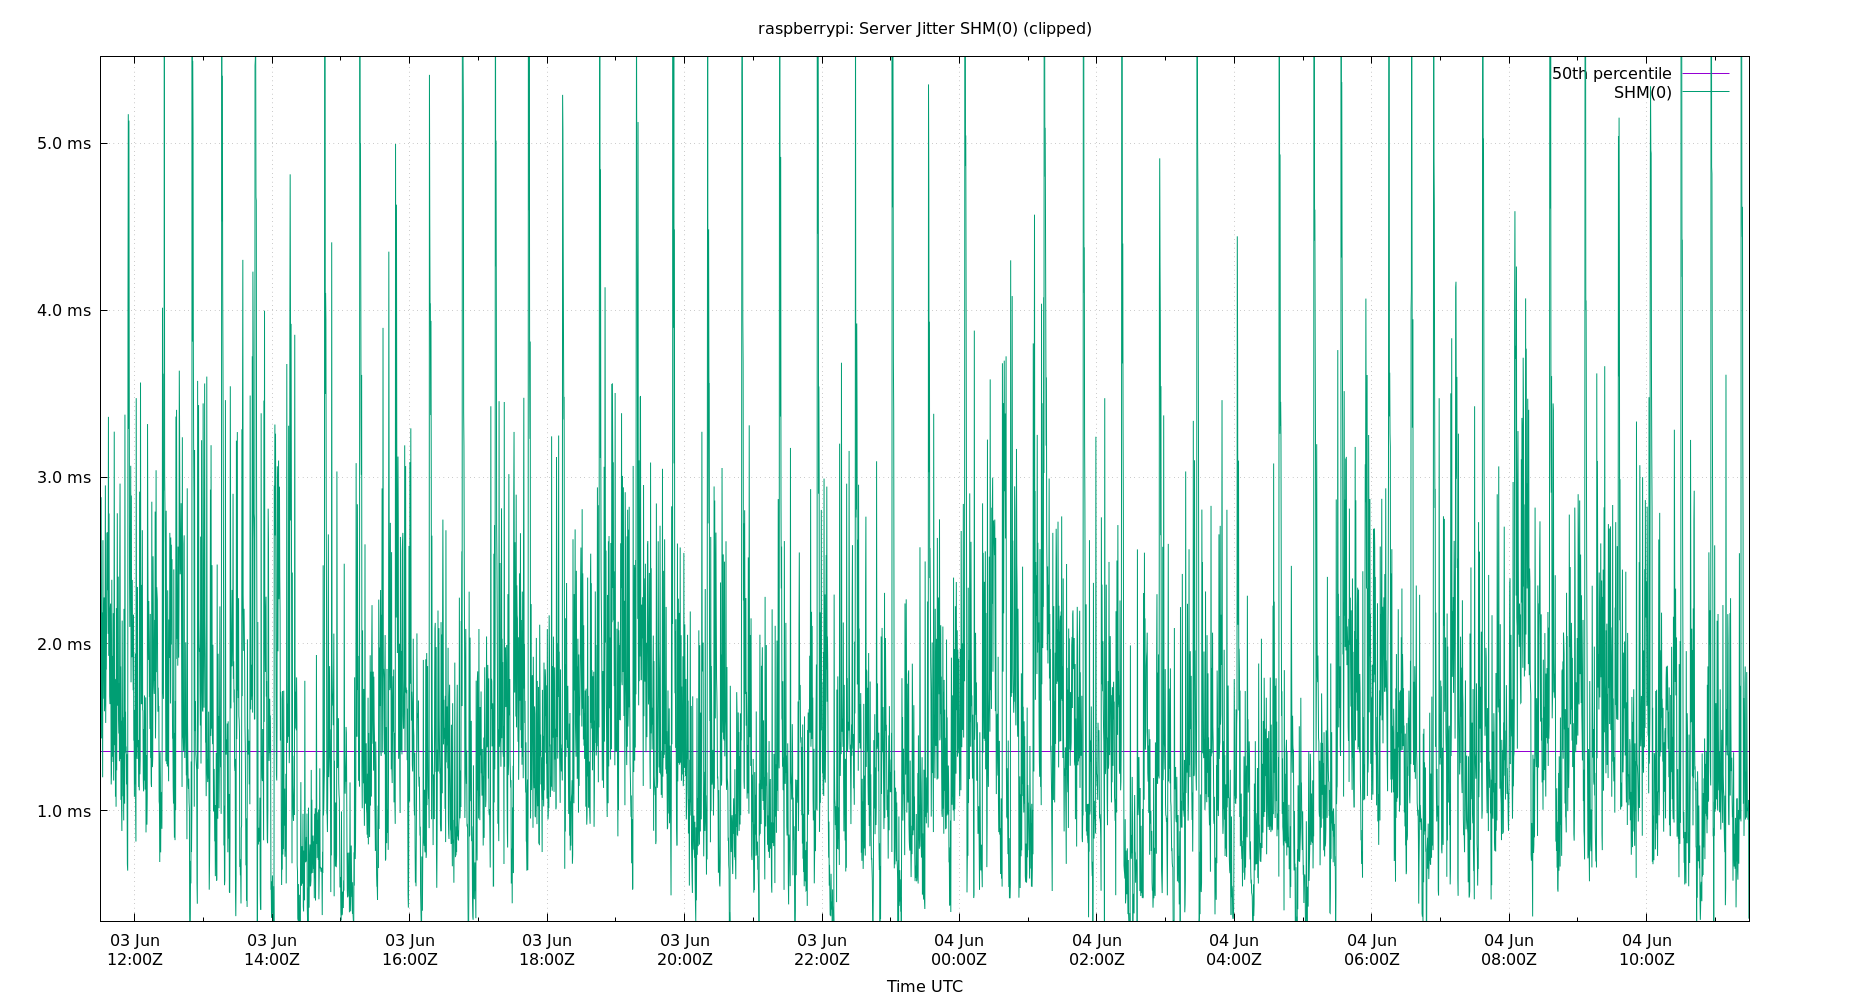 raspberrypi: Server Jitter SHM(0) (clipped)
50th percentile
SHM(0)
5.0 ms
4.0 ms
3.0 ms
2.0 ms
1.0 ms
03 Jun 03 Jun 03 Jun 03 Jun 03 Jun 03 Jun 04 Jun 04 Jun 04 Jun 04 Jun 04 Jun 04 Jun
12:00Z 14:00Z 16:00Z 18:00Z 20:00Z 22:00Z 00:00Z 02:00Z 04:00Z 06:00Z 08:00Z 10:00Z
Time UTC